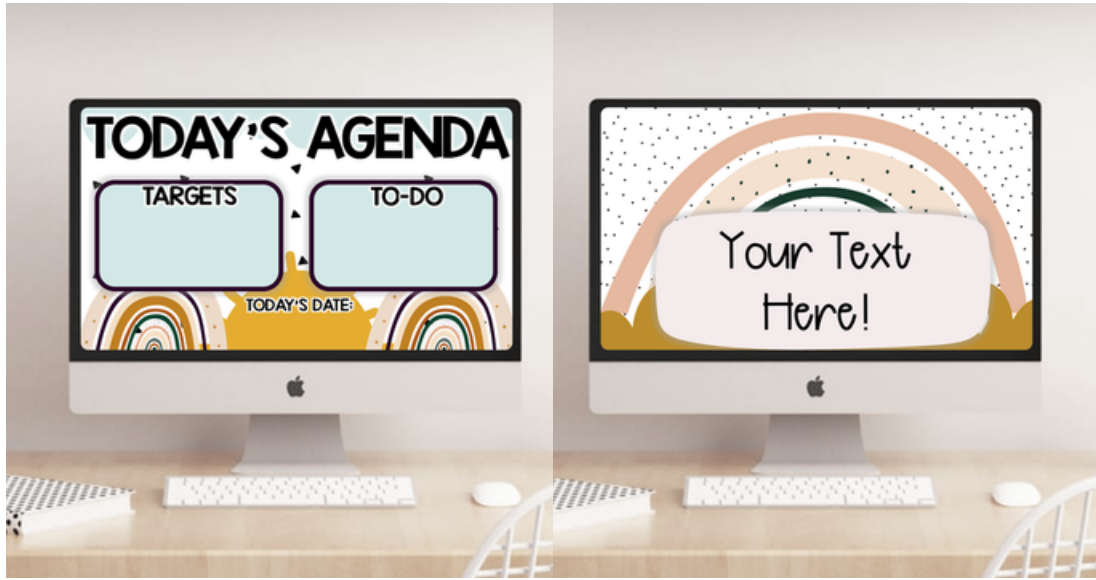 TODAY'S AGENDA
TARGETS
TO-DO
TODAY'S DATE:
Your Text
Here!